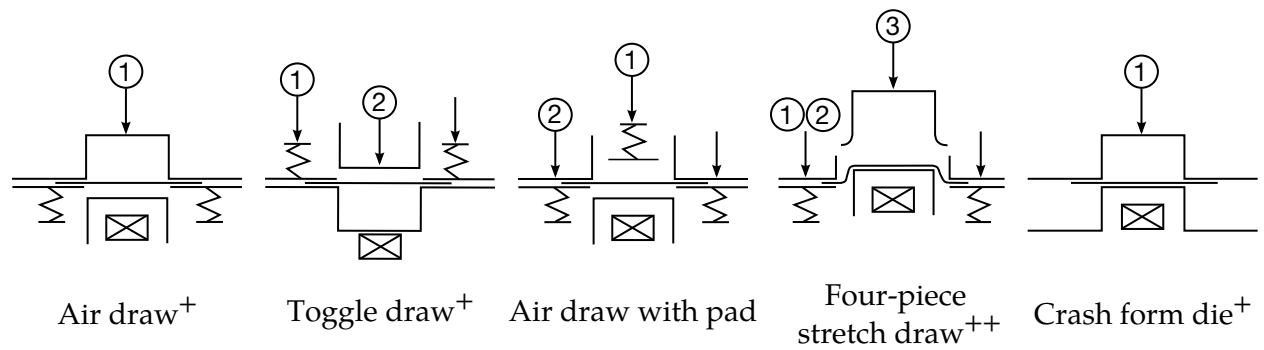 1
1
2
2
1
1 2
3
1
Air draw+
Toggle draw+
Air draw with pad
Four-piece
stretch draw++
Crash form die+